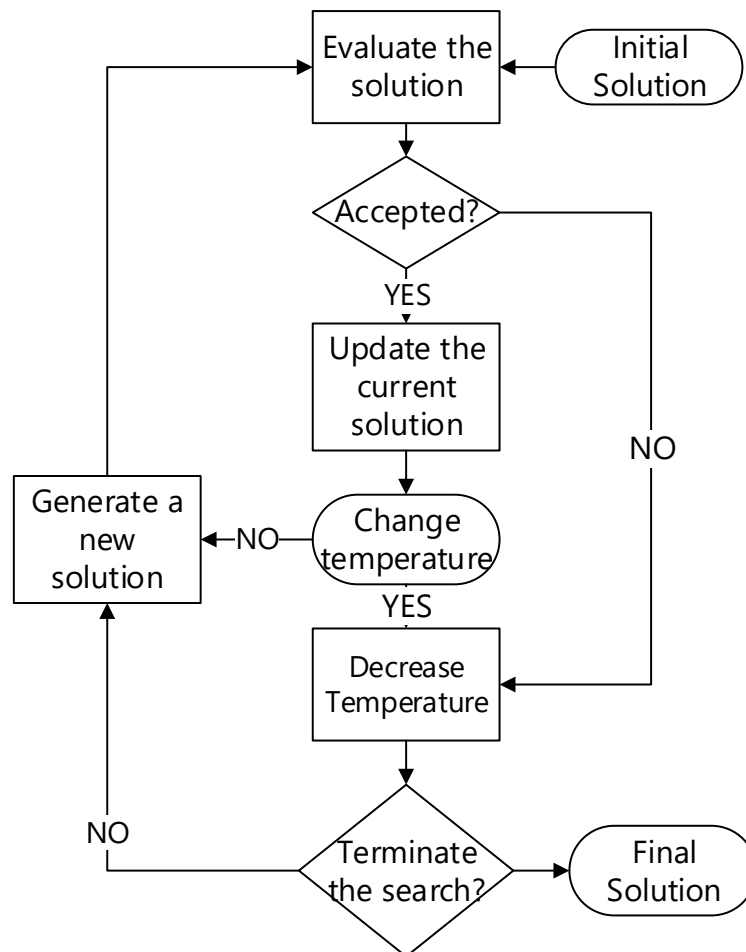 Evaluate the
solution
Initial
Solution
Accepted?
YES
Update the
current
solution
NO
Generate a
new
solution
NO
Change
temperature
YES
Decrease
Temperature
NO
Terminate
the search?
Final
Solution